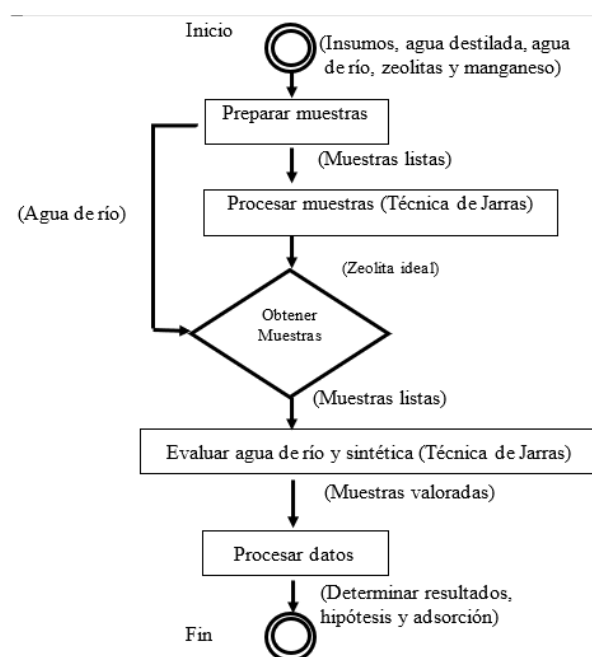 Inicio
(Insumos, agua destilada, agua
de río, zeolitas y manganeso)
Preparar muestras
(Muestras listas)
(Agua de río)
Procesar muestras (Técnica de Jarras)
(Zeolita ideal)
Obtener
Muestras
(Muestras listas)
Evaluar agua de río y sintética (Técnica de Jarras)
(Muestras valoradas)
Procesar datos
(Determinar resultados,
hipótesis y adsorción)
Fin